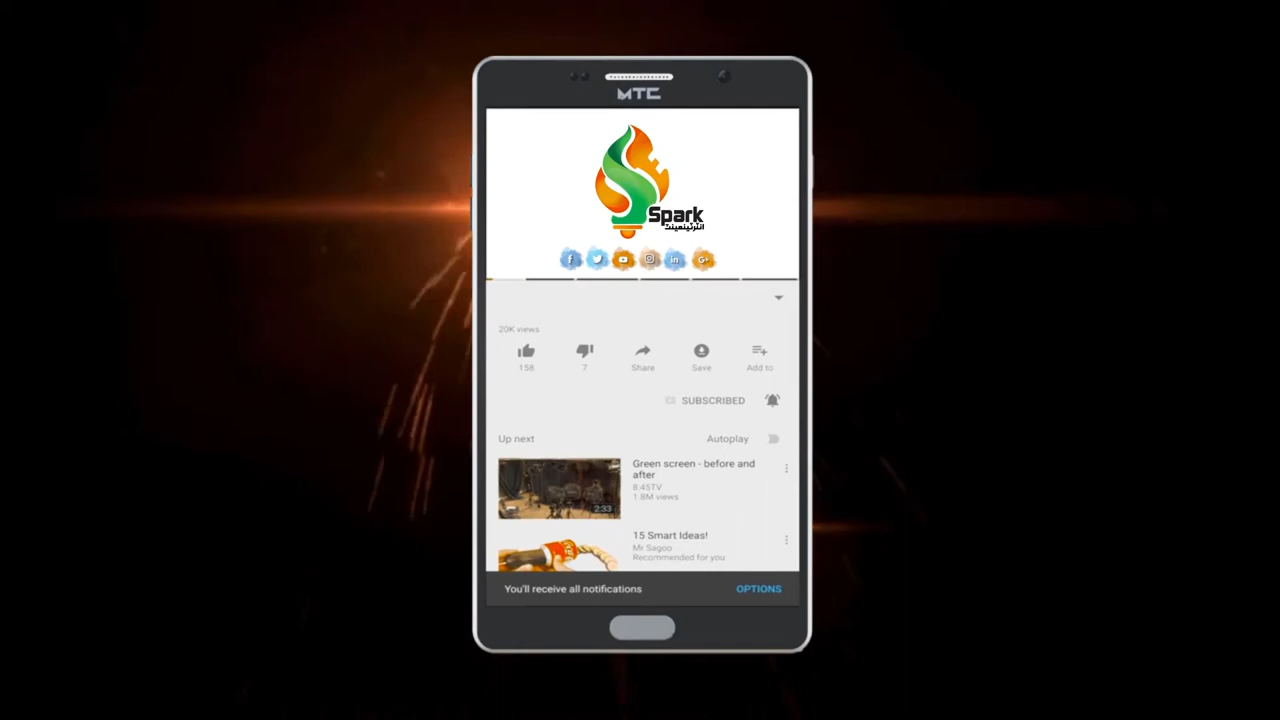 MTC
Spark
انترتينمينت
f
in
G+
20K views
158
7
Share
Save
Add to
SUBSCRIBED
Up next
Autoplay
Green screen - before and
after
8:45TV
1.8M views
2:33
15 Smart Ideas!
Mr Sagoo
Recommended for you
You'll receive all notifications
OPTIONS